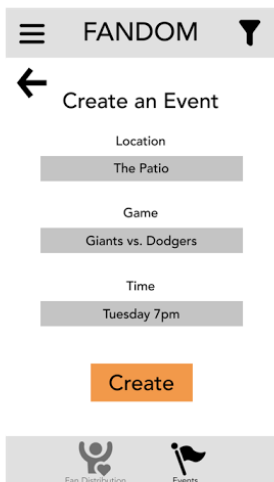 FANDOM
Create an Event
Location
The Patio
Game
Giants vs. Dodgers
Time
Tuesday 7pm
Create
Fan Distribution
Events